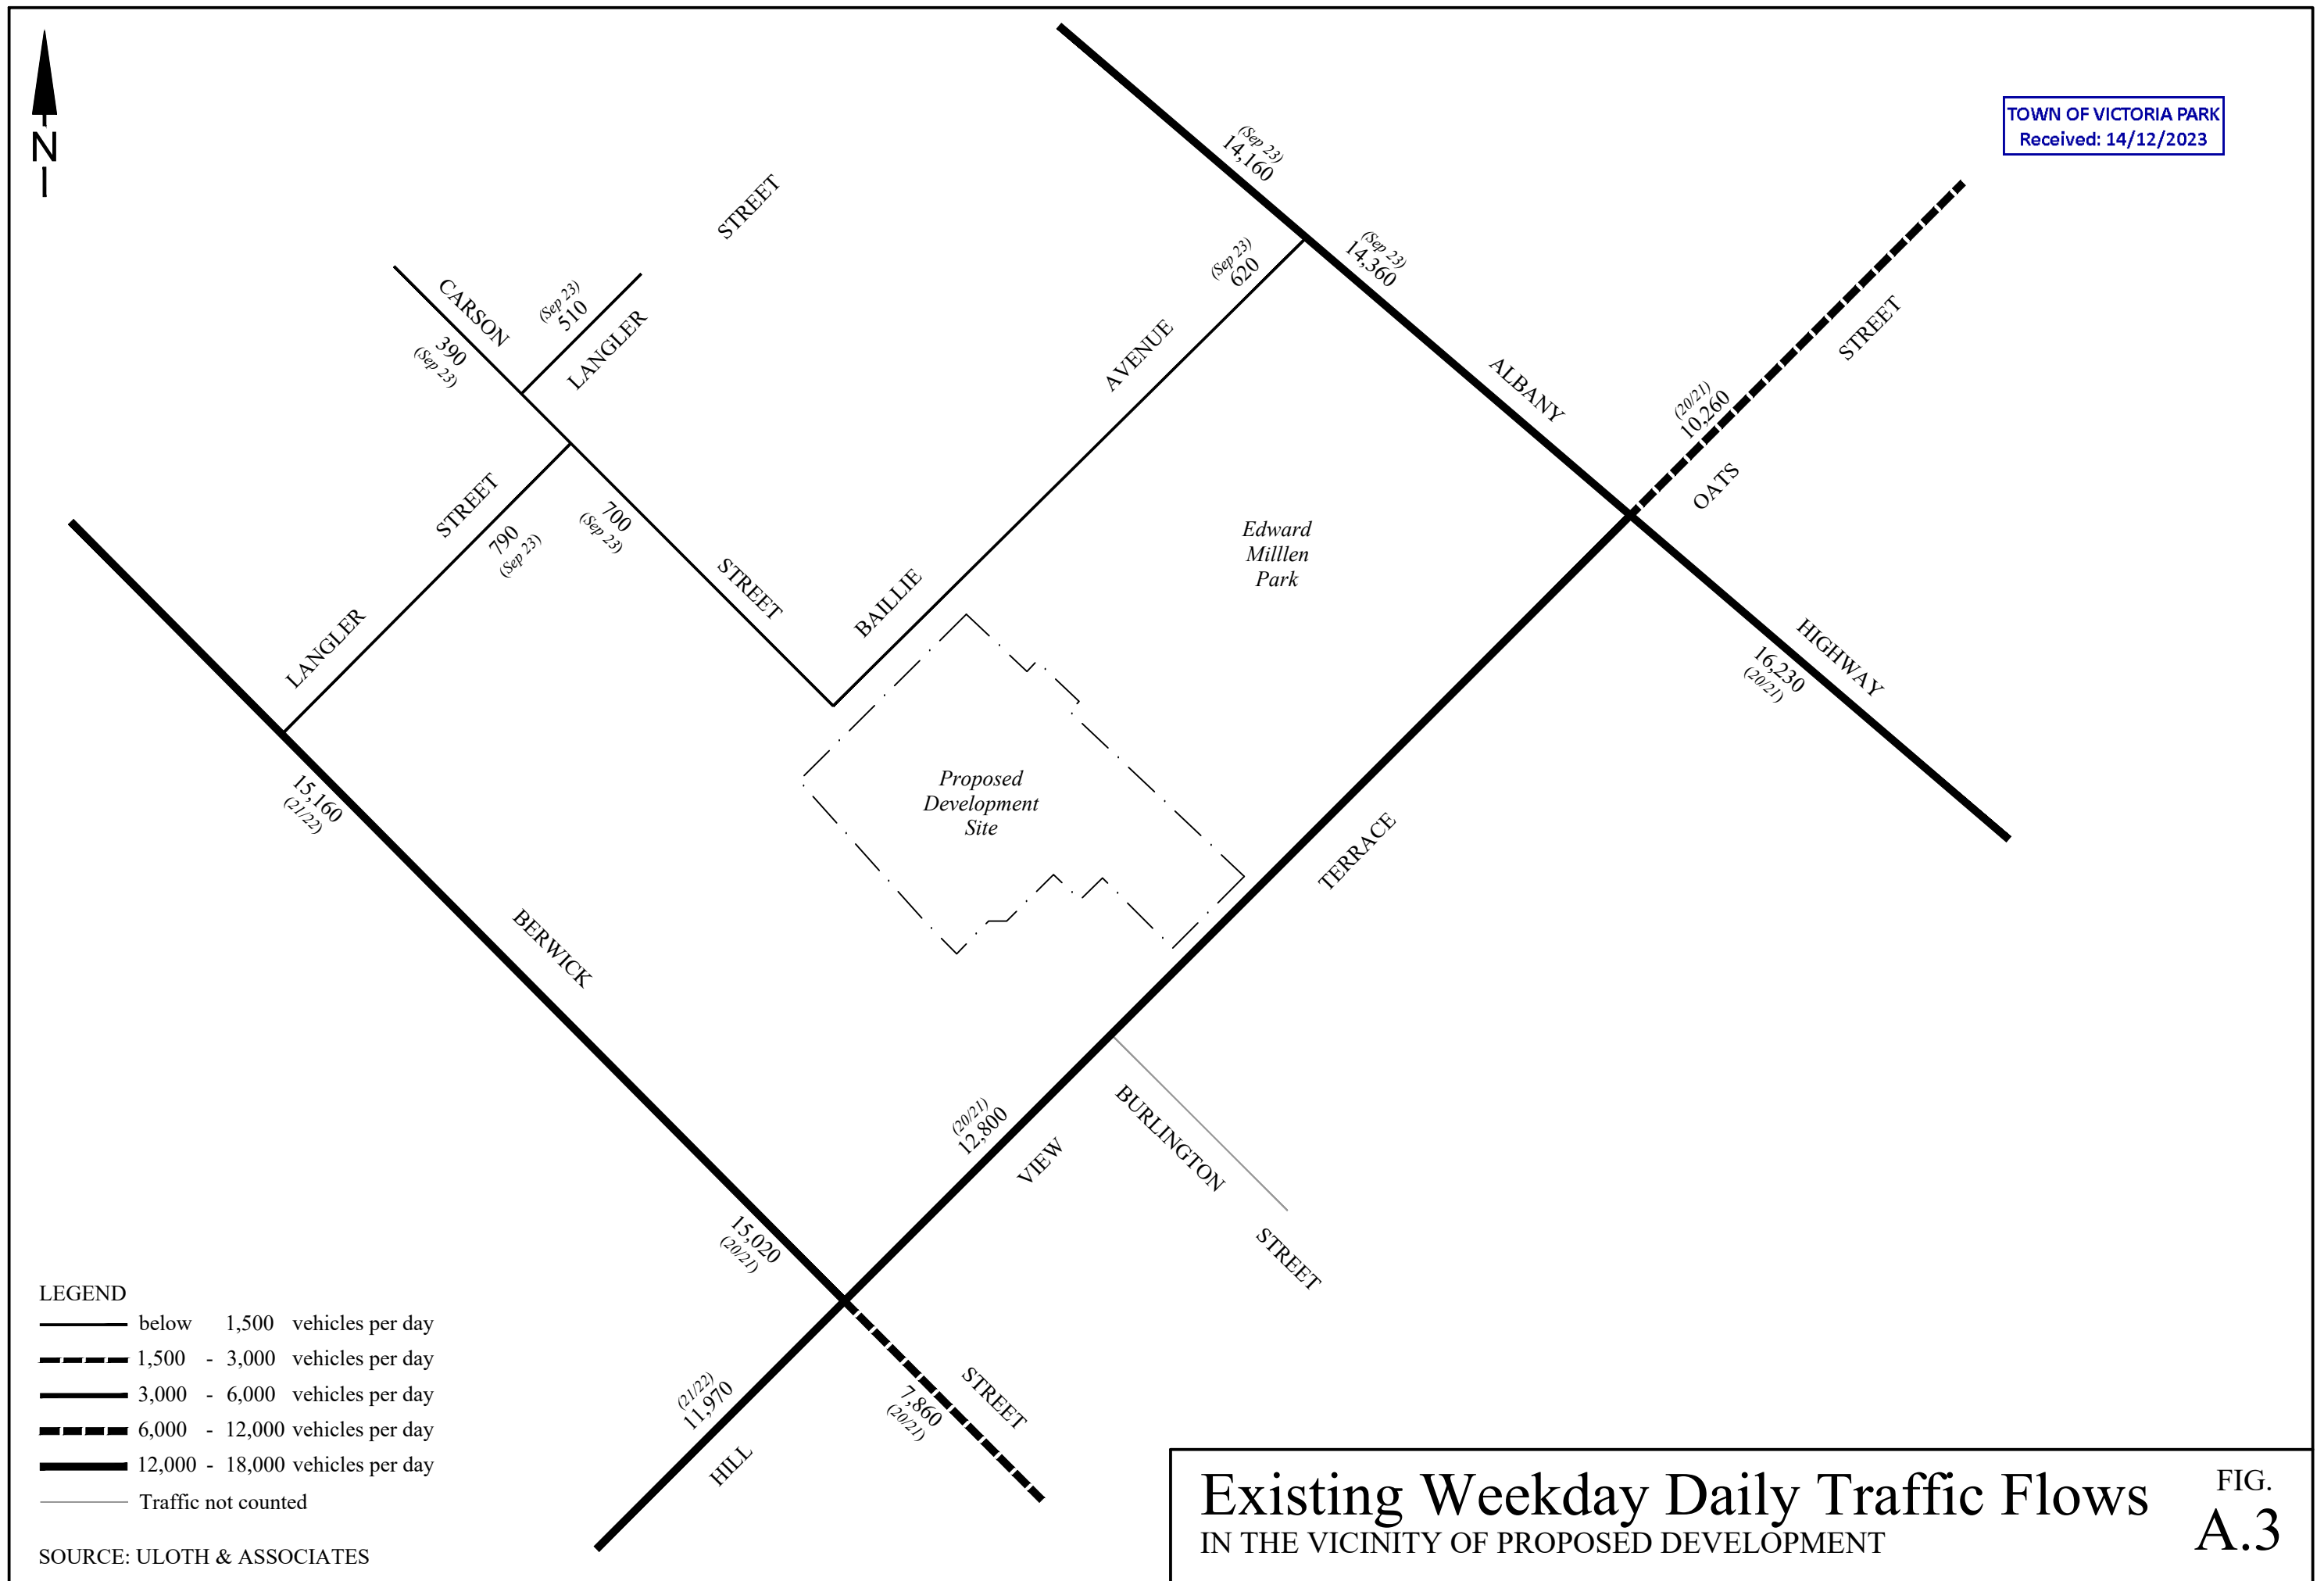 N
TOWN OF VICTORIA PARK
Received: 14/12/2023
(Sep 23)
14,160
STREET
(Sep 23)
14,360
(Sep 23)
620
CARSON
(Sep 23)
510
LANGLER
390
(Sep 23)
AVENUE
STREET
ALBANY
(20/21)
10,260
OATS
STREET
790
(Sep 23)
700
(Sep 23)
Edward
Milllen
Park
STREET
BAILLIE
LANGLER
HIGHWAY
16,230
(20/21)
15,160
(21/22)
Proposed
Development
Site
TERRACE
BERWICK
(20/21)
12,800
VIEW
BURLINGTON
STREET
15,020
(20/21)
(21/22)
11,970
HILL
7,860
(20/21)
STREET
LEGEND
below 1,500 vehicles per day
1,500 - 3,000 vehicles per day
3,000 - 6,000 vehicles per day
6,000 - 12,000 vehicles per day
12,000 - 18,000 vehicles per day
Traffic not counted
SOURCE: ULOTH & ASSOCIATES
Existing Weekday Daily Traffic Flows
IN THE VICINITY OF PROPOSED DEVELOPMENT
FIG.
A.3